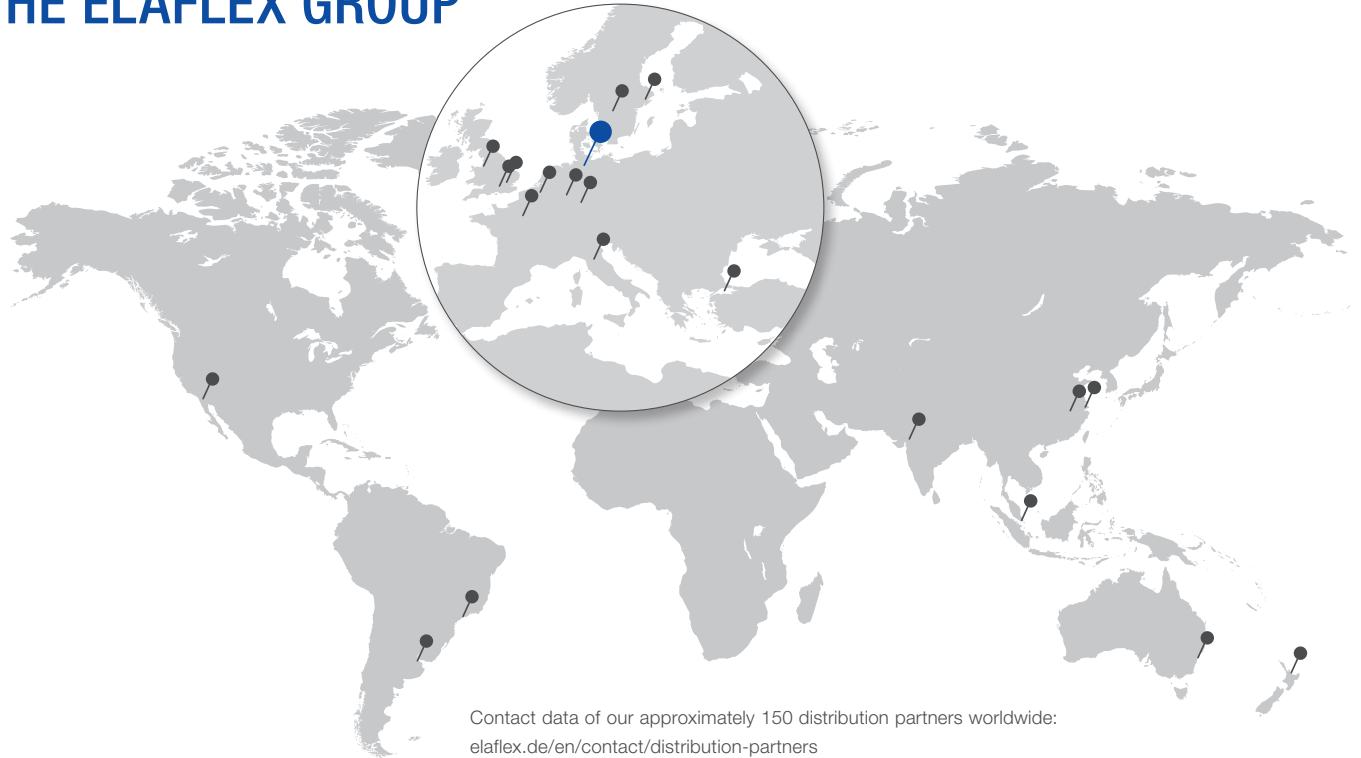 HE ELAFLEX GROUP
Contact data of our approximately 150 distribution partners worldwide:
elaflex.de/en/contact/distribution-partners